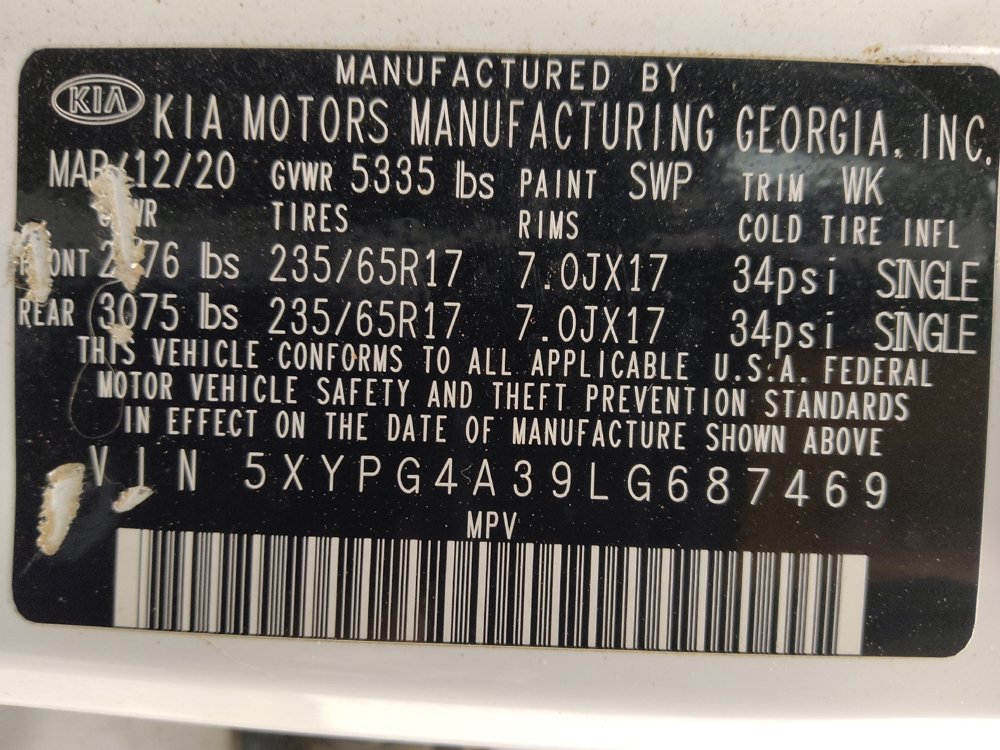 MANUFACTURED BY
KIA KIA MOTORS MANUFACTURING GEORGIA, INC.
MAR/12/20 GVWR 5335 lbs PAINT SWP TRIM WK
TIRES RIMS COLD TIRE INFL
FRONT lbs 235/65R17 7.0JX17 34psi SINGLE
REAR 3075 lbs 235/65R17 7.0JX17 34psi SINGLE
THIS VEHICLE CONFORMS TO ALL APPLICABLE U.S.A. FEDERAL
MOTOR VEHICLE SAFETY AND THEFT PREVENTION STANDARDS
IN EFFECT ON THE DATE OF MANUFACTURE SHOWN ABOVE
VIN 5XYPG4A39LG687469
MPV